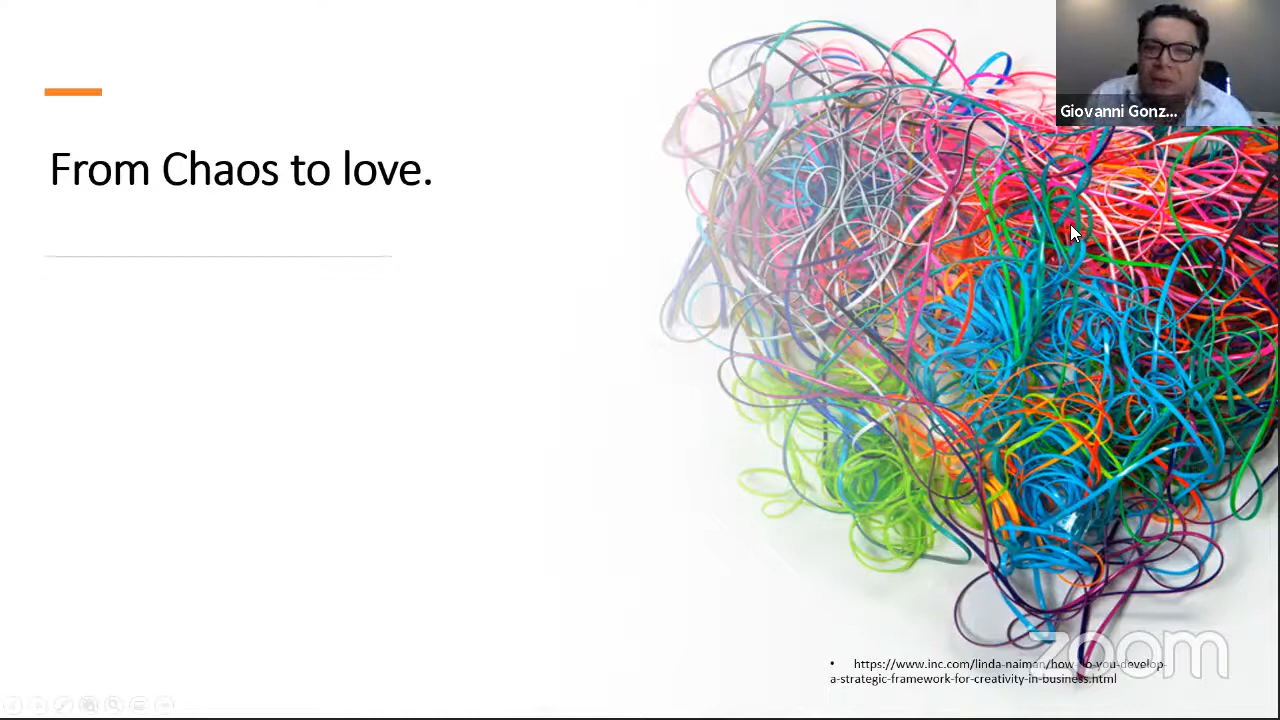 From Chaos to love.
Giovanni Gonz...
zoom
• https://www.inc.com/linda-naiman/how-do-you-develop-
a-strategic-framework-for-creativity-in-business.html